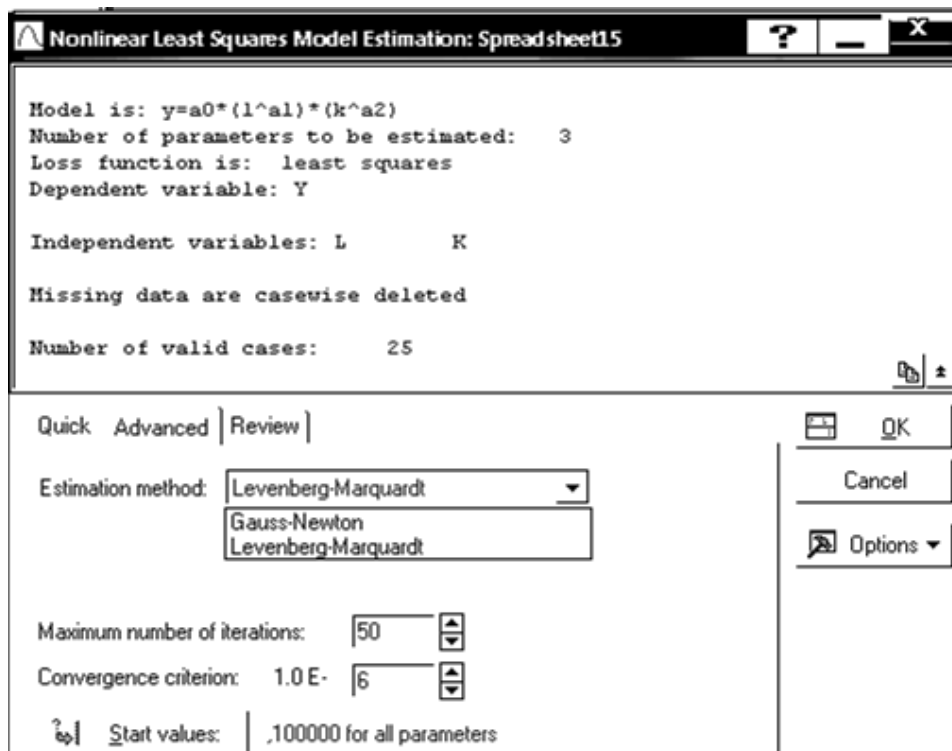 Nonlinear Least Squares Model Estimation: Spreadsheet15 ? _ X
Model is: y=a0*(l^a1)*(k^a2)
Number of parameters to be estimated: 3
Loss function is: least squares
Dependent variable: Y
Independent variables: L K
Missing data are casewise deleted
Number of valid cases: 25
Quick Advanced Review
OK
Cancel
Options
Estimation method: Levenberg-Marquardt
Gauss-Newton
Levenberg-Marquardt
Maximum number of iterations: 50
Convergence criterion: 1.0 E- 6
Start values: ,100000 for all parameters